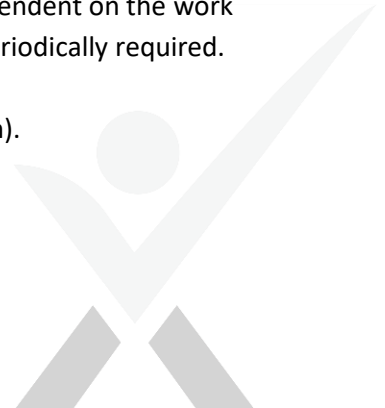 endent on the work
riodically required.
).